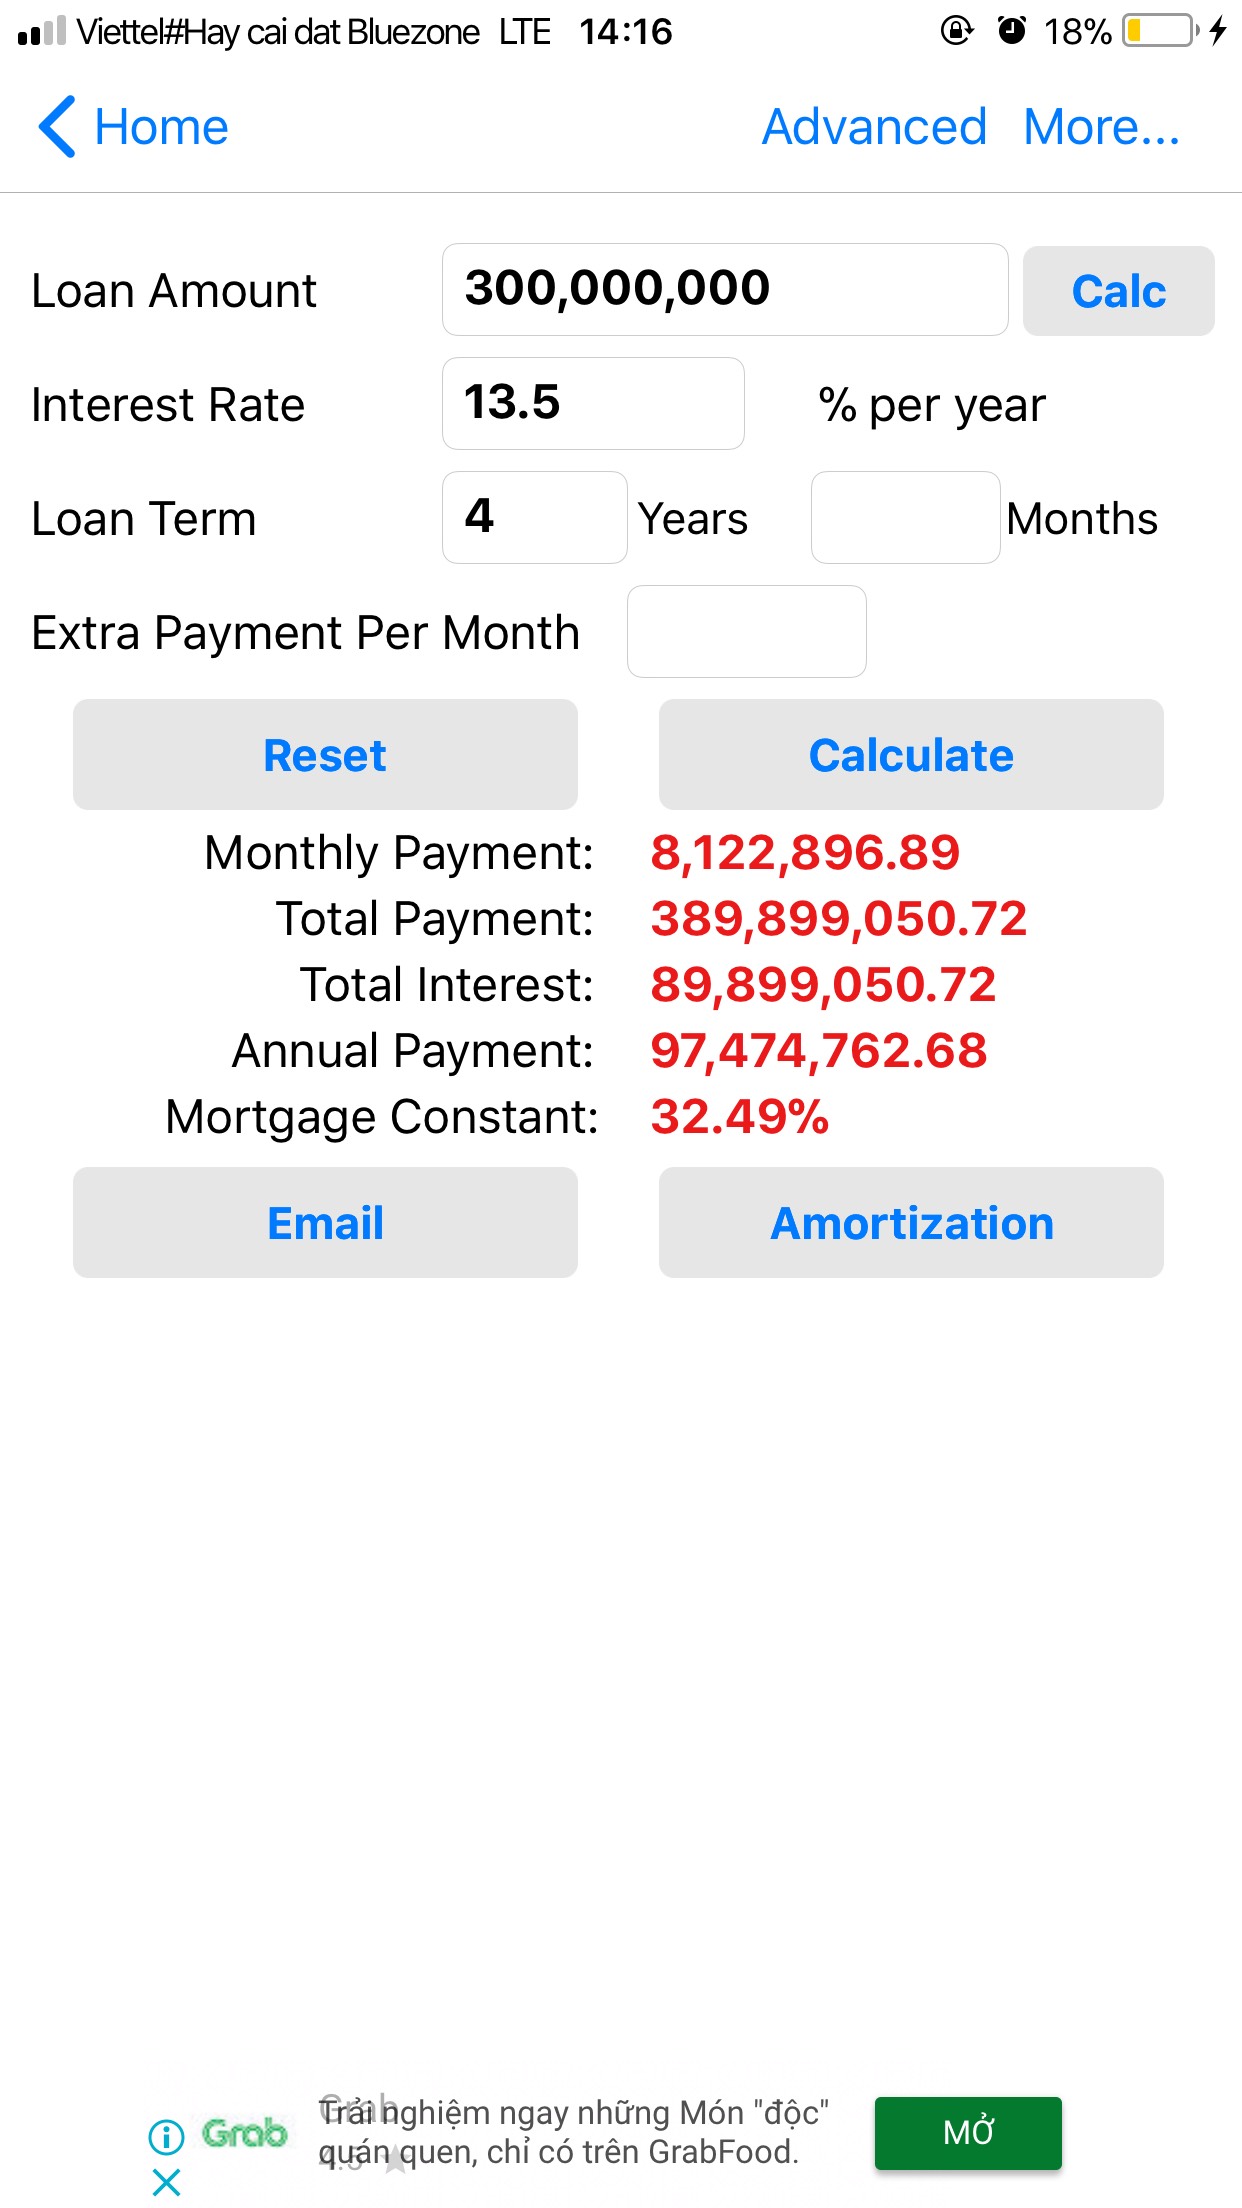 Viettel#Hay cai dat Bluezone LTE 14:16 18%
Home Advanced More...
Loan Amount 300,000,000 Calc
Interest Rate 13.5 % per year
Loan Term 4 Years Months
Extra Payment Per Month
Reset Calculate
Monthly Payment: 8,122,896.89
Total Payment: 389,899,050.72
Total Interest: 89,899,050.72
Annual Payment: 97,474,762.68
Mortgage Constant: 32.49%
Email Amortization
Grab
Grab
Trải nghiệm ngay những Món "độc"
quán quen, chỉ có trên GrabFood.
MỞ